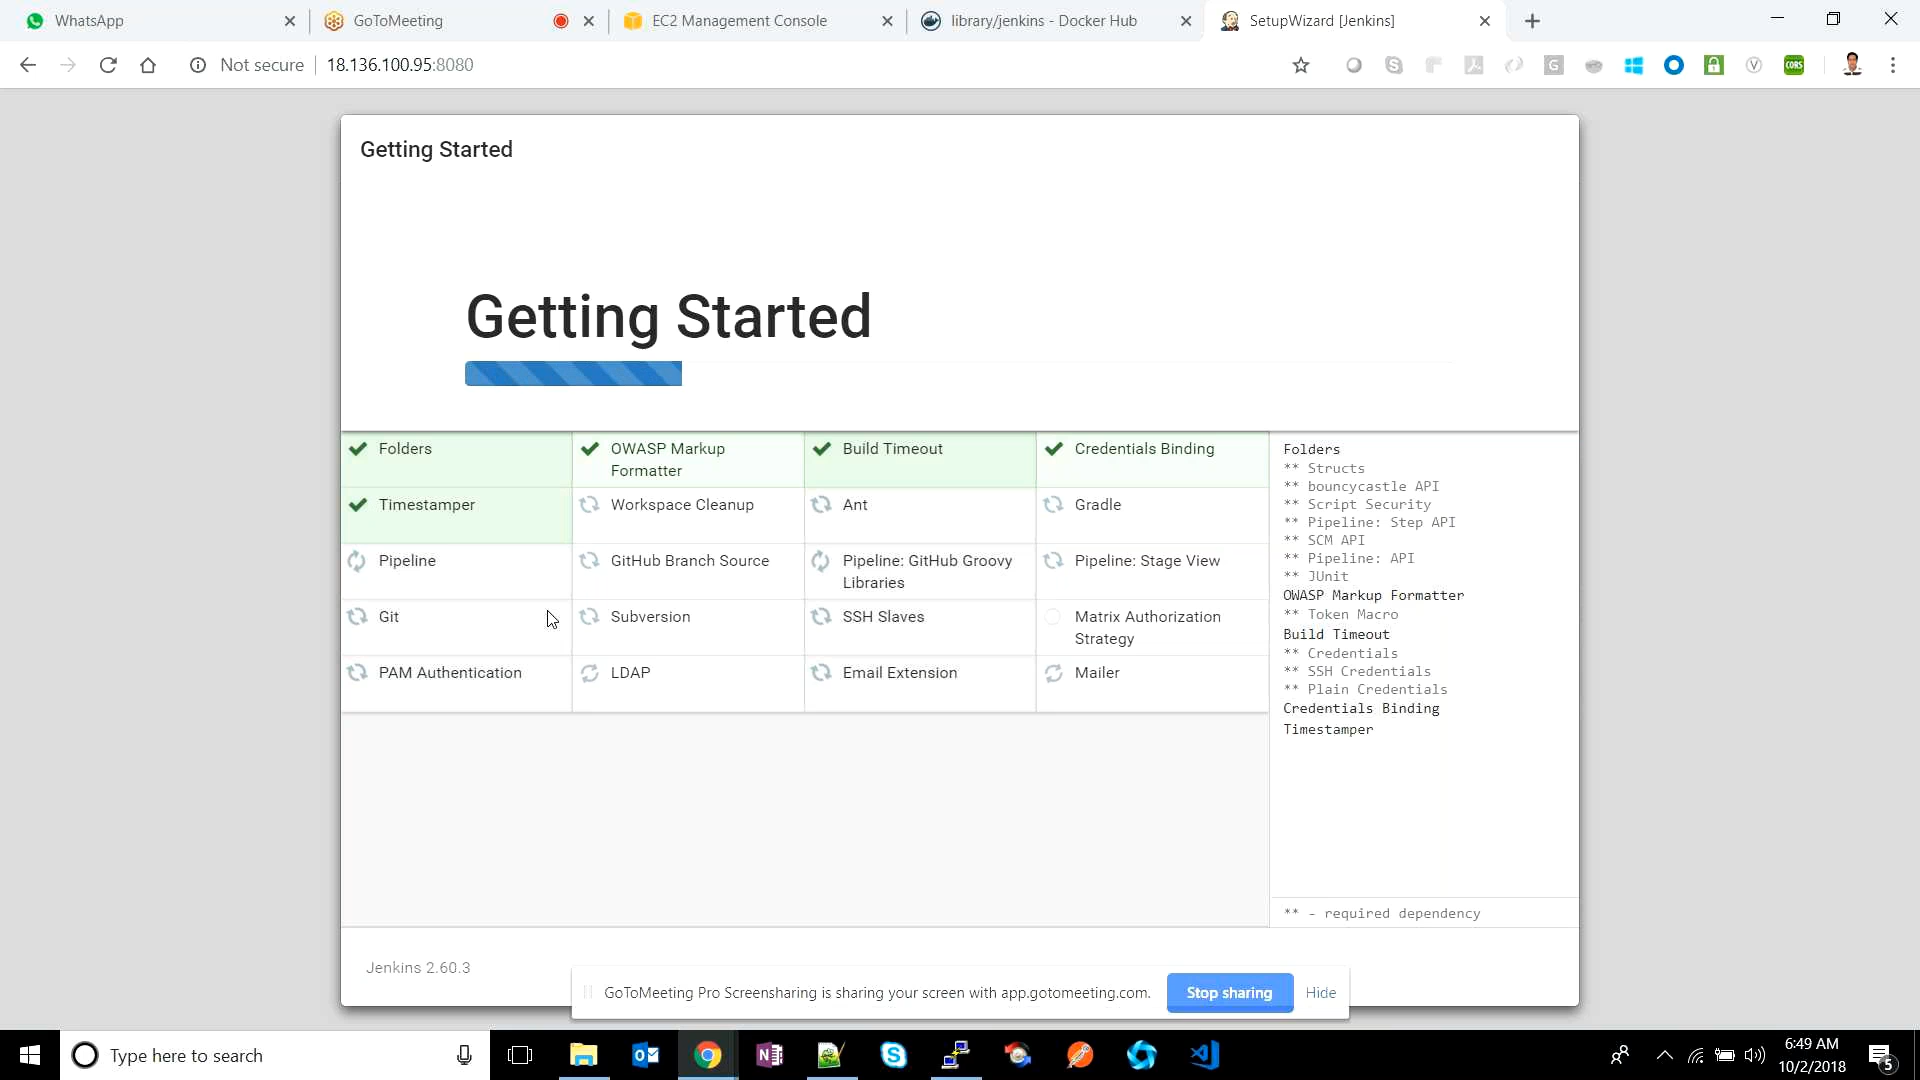 WhatsApp
GoToMeeting
EC2 Management Console
library/jenkins - Docker Hub
SetupWizard [Jenkins]
Not secure
18.136.100.95:8080
G
V
CORS
Getting Started
Getting Started
Folders
OWASP Markup
Formatter
Build Timeout
Credentials Binding
Timestamper
Workspace Cleanup
Ant
Gradle
Pipeline
GitHub Branch Source
Pipeline: GitHub Groovy
Libraries
Pipeline: Stage View
Git
Subversion
SSH Slaves
Matrix Authorization
Strategy
PAM Authentication
LDAP
Email Extension
Mailer
Folders
** Structs
** bouncycastle API
** Script Security
** Pipeline: Step API
** SCM API
** Pipeline: API
** JUnit
OWASP Markup Formatter
** Token Macro
Build Timeout
** Credentials
** SSH Credentials
** Plain Credentials
Credentials Binding
Timestamper
** - required dependency
Jenkins 2.60.3
GoToMeeting Pro Screensharing is sharing your screen with app.gotomeeting.com.
Stop sharing
Hide
Type here to search
6:49 AM
10/2/2018
5